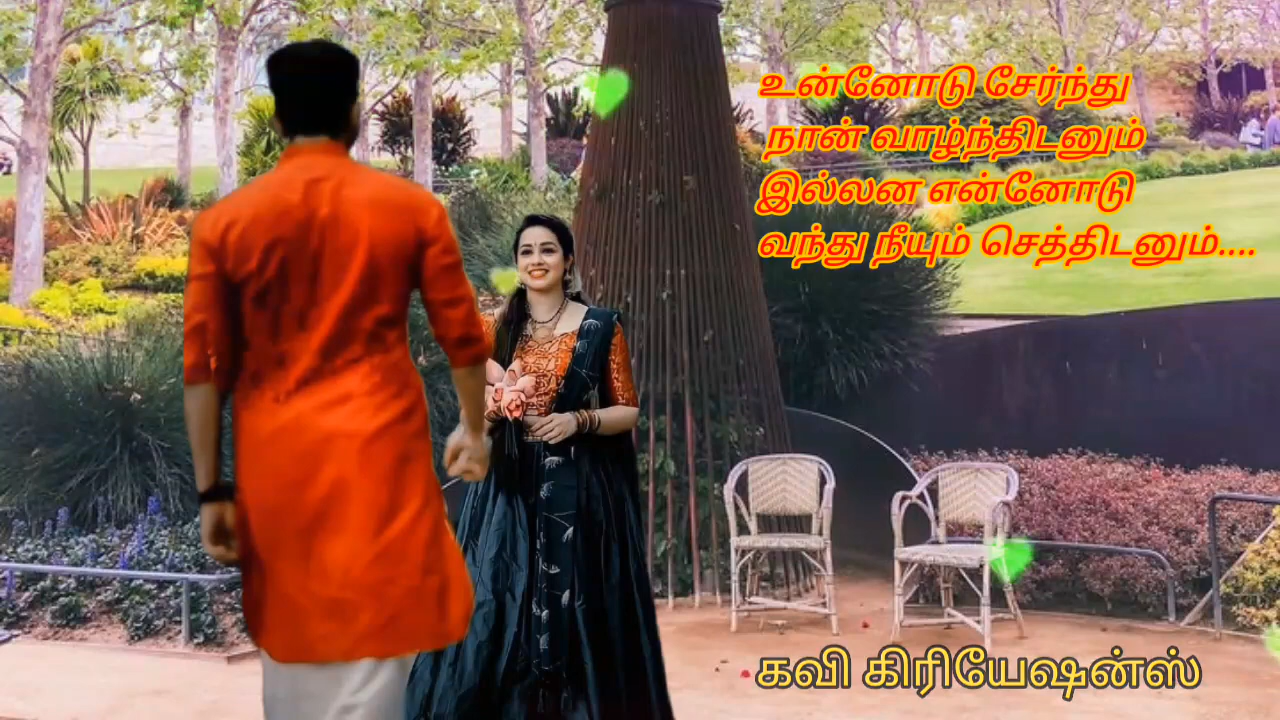 உன்னோடு சேர்ந்து
நான் வாழ்ந்திடனும்
இல்லன என்னோடு
வந்து நீயும் செத்திடனும்....
கவி கிரியேஷன்ஸ்